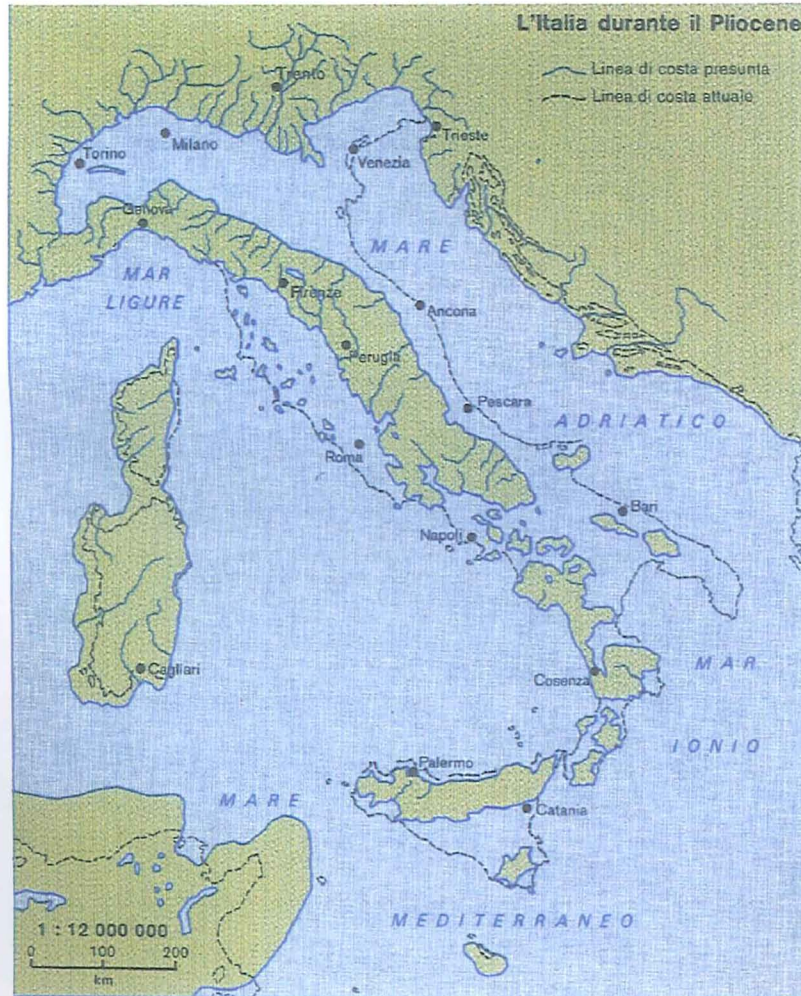 L'Italia durante il Pliocene
Linea di costa presunta
Linea di costa attuale
Trento
Trieste
Milano
Torino
Venezia
Genova
MARE
MAR
LIGURE
Firenze
Ancona
Perugia
Pescara
ADRIATICO
Roma
Bari
Napoli
Cagliari
Cosenza
MAR
IONIO
Palermo
MARE
Catania
MEDITERRANEO
1 : 12 000 000
0 100 200
km